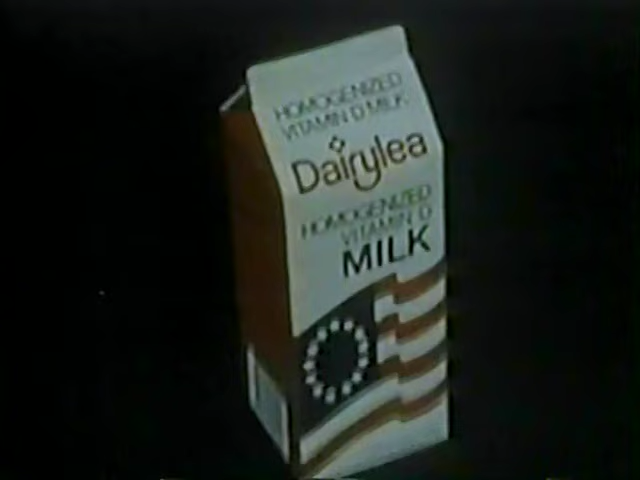 HOMOGENIZED
VITAMIN D MILK
Dairylea
HOMOGENIZED
VITAMIN D
MILK